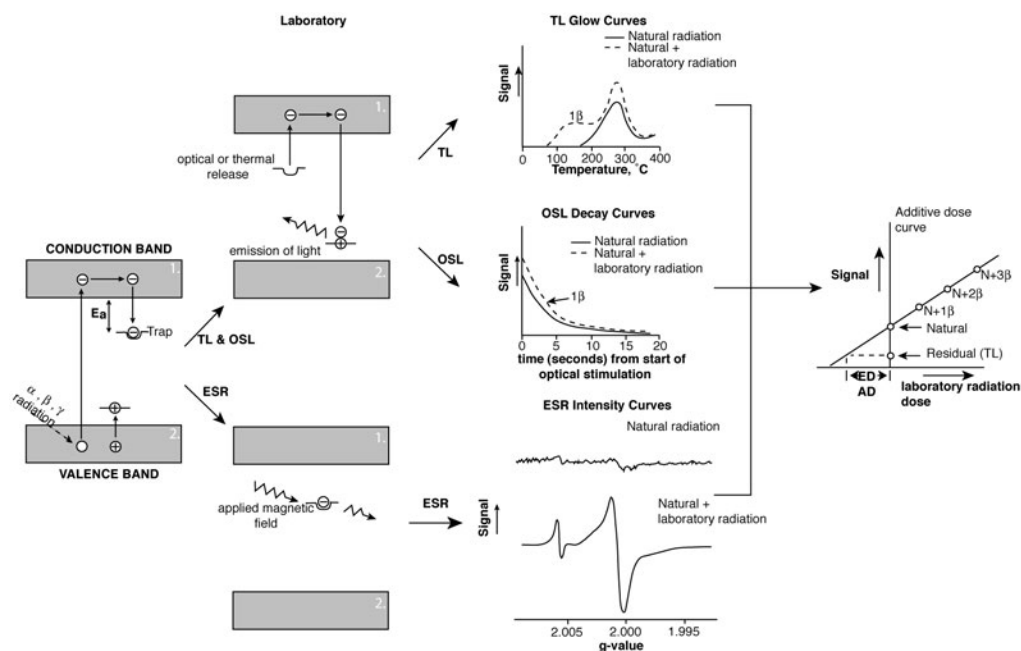 Laboratory
1.
optical or thermal
release
emission of light
2.
CONDUCTION BAND
1.
Ea
Trap
α , β , γ
radiation
2.
VALENCE BAND
TL & OSL
ESR
1.
applied magnetic
field
2.
TL
OSL
ESR
TL Glow Curves
Natural radiation
Natural +
laboratory radiation
Signal
1β
0 100 200 300 400
Temperature, °C
OSL Decay Curves
Natural radiation
Natural +
laboratory radiation
Signal
1β
0 5 10 15 20
time (seconds) from start of
optical stimulation
ESR Intensity Curves
Natural radiation
Signal
Natural +
laboratory radiation
2.005 2.000 1.995
g-value
Additive dose
curve
Signal
N+3β
N+2β
N+1β
Natural
Residual (TL)
ED
AD
laboratory radiation
dose